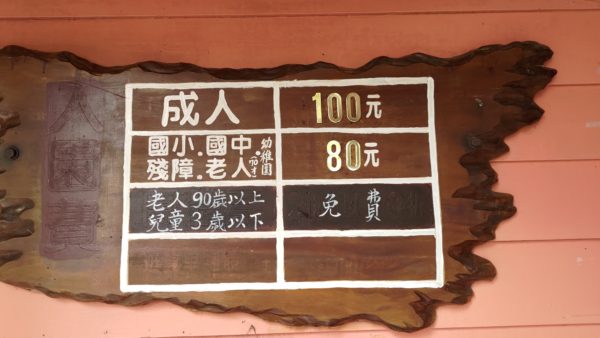 入園費
成人 100元
國小.國中 幼稚園
殘障.老人 80元
老人90歲以上
兒童3歲以下 免費